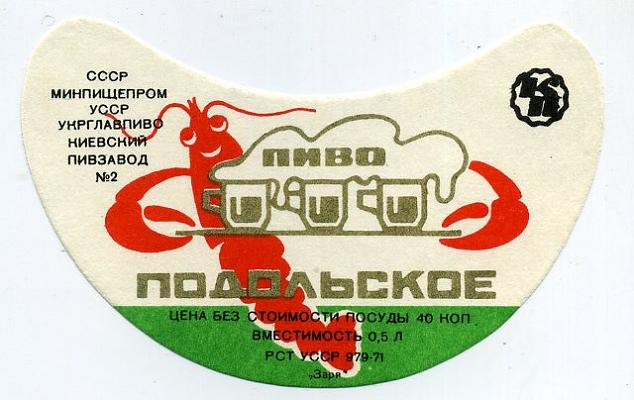 СССР
МИНПИЩЕПРОМ
УССР
УКРГЛАВПИВО
КИЕВСКИЙ
ПИВЗАВОД
№2
ПИВО
ПОДОЛЬСКОЕ
ЦЕНА БЕЗ СТОИМОСТИ ПОСУДЫ 40 КОП.
ВМЕСТИМОСТЬ 0,5 Л
РСТ УССР 979-71
„Заря"